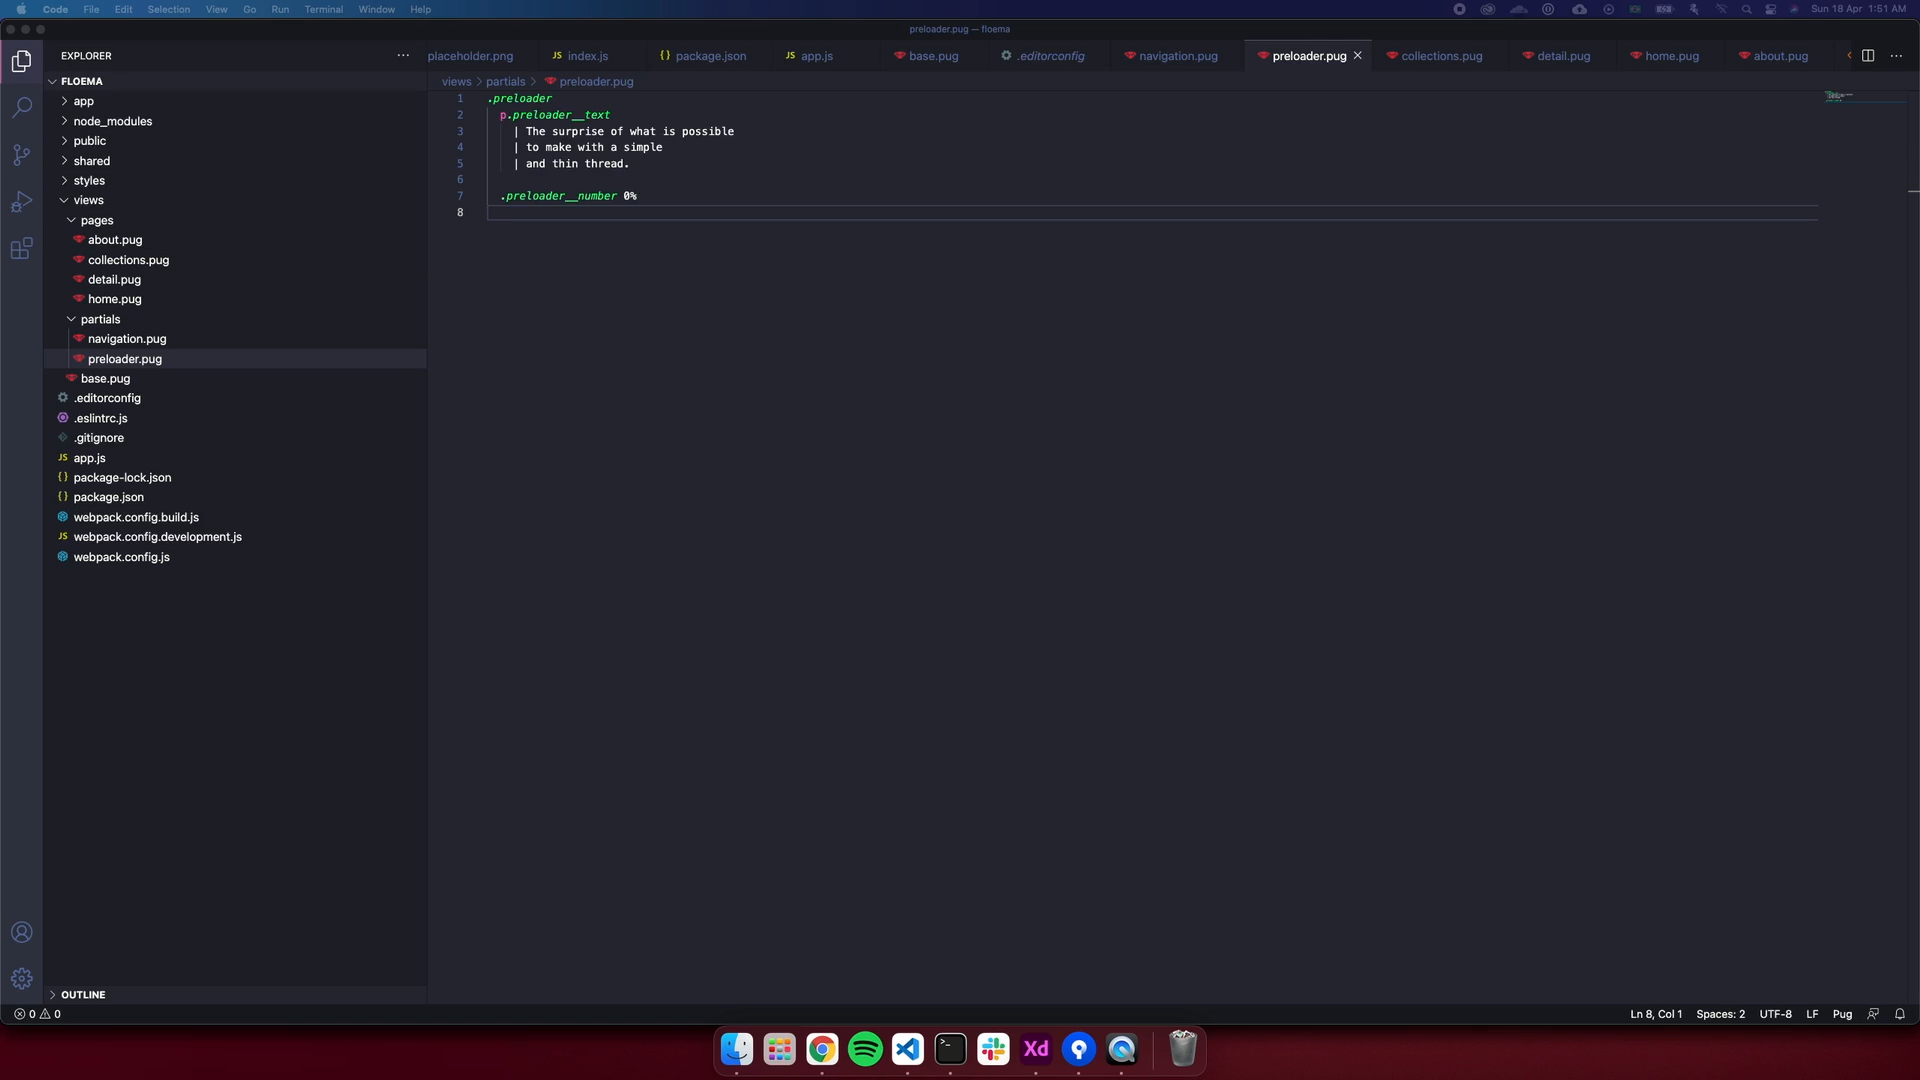 Code File Edit Selection View Go Run Terminal Window Help Sun 18 Apr 1:51 AM
preloader.pug — floema
EXPLORER ···
placeholder.png JS index.js {} package.json JS app.js base.pug .editorconfig navigation.pug preloader.pug collections.pug detail.pug home.pug about.pug ···
FLOEMA
views > partials > preloader.pug
app
node_modules
public
shared
styles
views
pages
about.pug
collections.pug
detail.pug
home.pug
partials
navigation.pug
preloader.pug
base.pug
.editorconfig
.eslintrc.js
.gitignore
JS app.js
{} package-lock.json
{} package.json
webpack.config.build.js
JS webpack.config.development.js
webpack.config.js
1 .preloader
2 p.preloader__text
3 | The surprise of what is possible
4 | to make with a simple
5 | and thin thread.
6
7 .preloader__number 0%
8
OUTLINE
0 0 Ln 8, Col 1 Spaces: 2 UTF-8 LF Pug
Xd